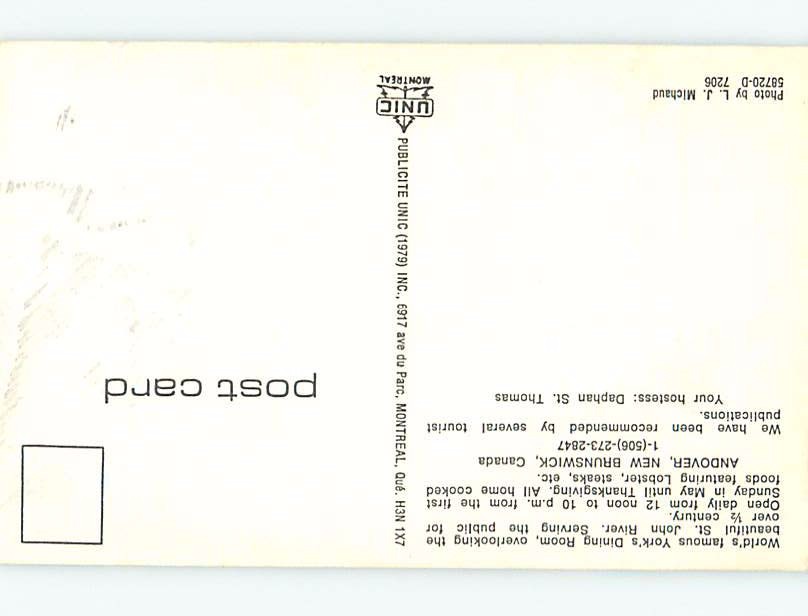 World's famous York's Dining Room, overlooking the
beautiful St. John River. Serving the public for
over ½ century.
Open daily from 12 noon to 10 p.m. from the first
Sunday in May until Thanksgiving. All home cooked
foods featuring Lobster, steaks, etc.
ANDOVER, NEW BRUNSWICK, Canada
1-(506)-273-2847
We have been recommended by several tourist
publications.
Your hostess: Daphan St. Thomas
Photo by L. J. Michaud
58720-D 7206
PUBLICITE UNIC (1979) INC., 6917 ave du Parc, MONTREAL, Qué. H3N 1X7
UNIC
MONTRÉAL
post card